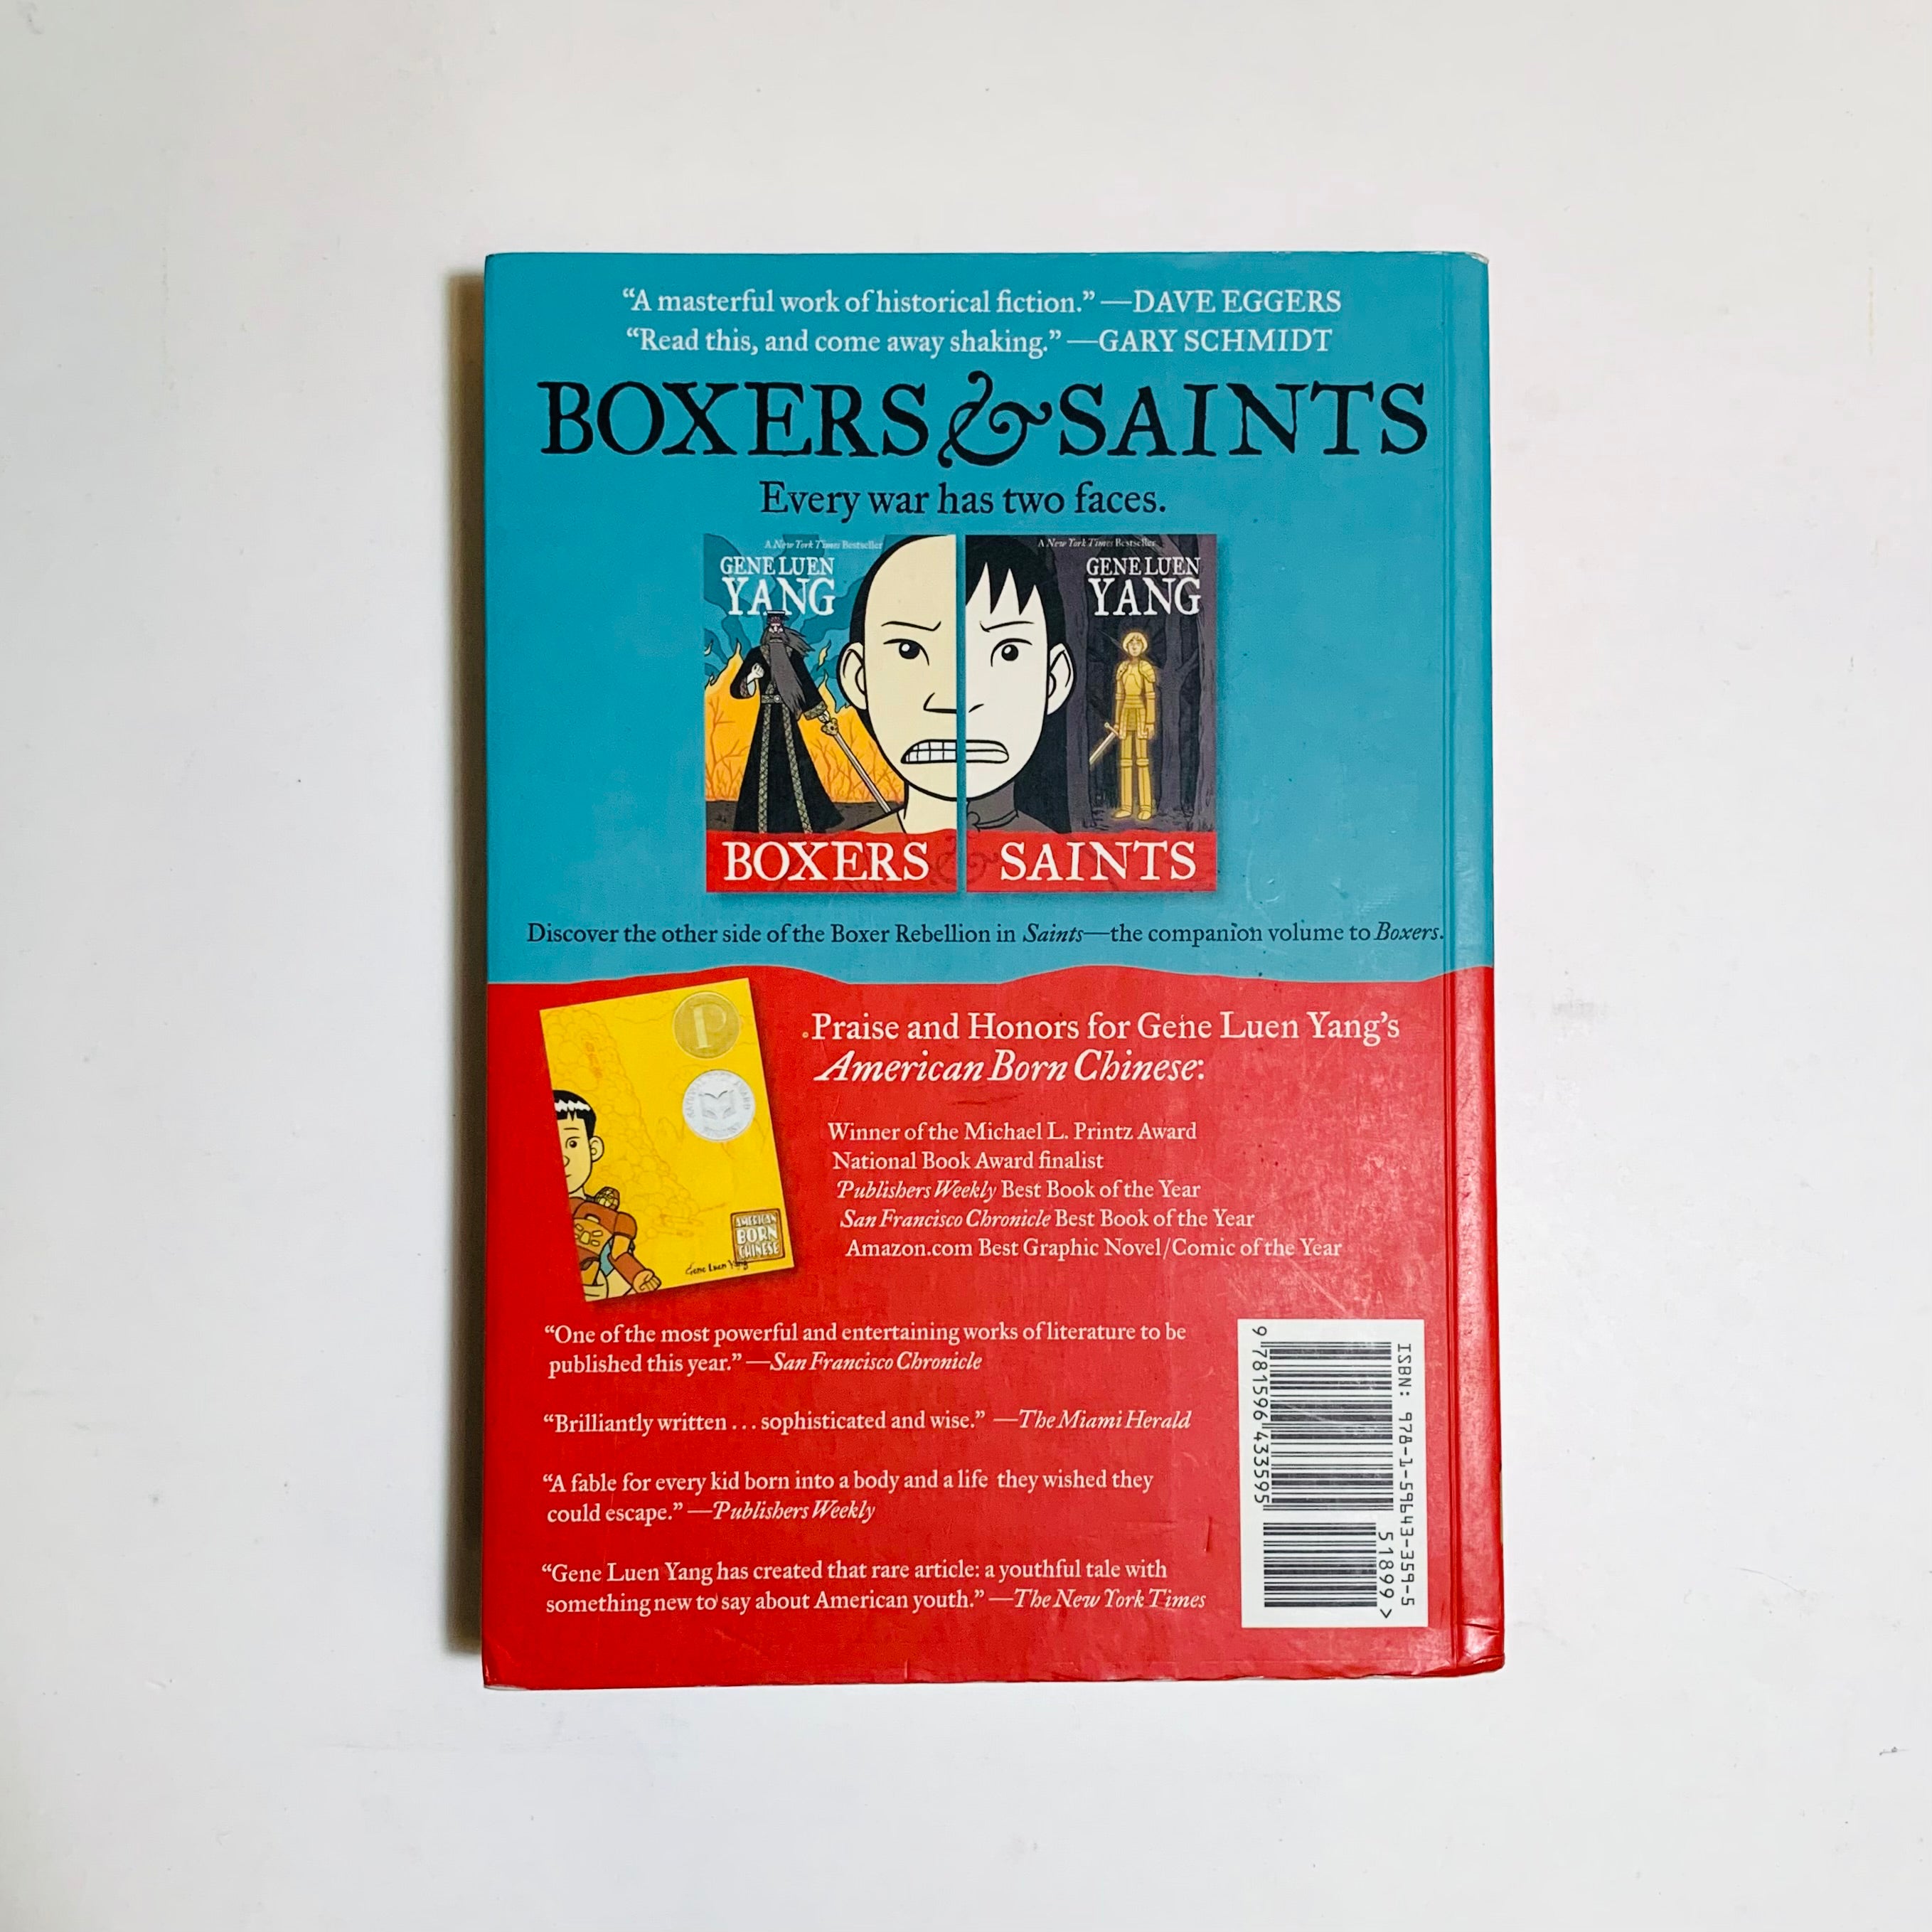 “A masterful work of historical fiction.” —DAVE EGGERS
“Read this, and come away shaking.” —GARY SCHMIDT
BOXERS & SAINTS
Every war has two faces.
A New York Times Bestseller
GENE LUEN
YANG
BOXERS
A New York Times Bestseller
GENE LUEN
YANG
SAINTS
Discover the other side of the Boxer Rebellion in Saints—the companion volume to Boxers.
P
AMERICAN
BORN
CHINESE
Gene Luen Yang
Praise and Honors for Gene Luen Yang’s
American Born Chinese:
Winner of the Michael L. Printz Award
National Book Award finalist
Publishers Weekly Best Book of the Year
San Francisco Chronicle Best Book of the Year
Amazon.com Best Graphic Novel/Comic of the Year
“One of the most powerful and entertaining works of literature to be
published this year.” —San Francisco Chronicle
“Brilliantly written . . . sophisticated and wise.” —The Miami Herald
“A fable for every kid born into a body and a life they wished they
could escape.” —Publishers Weekly
“Gene Luen Yang has created that rare article: a youthful tale with
something new to say about American youth.” —The New York Times
ISBN: 978-1-59643-359-5
51899>
9 781596 433595